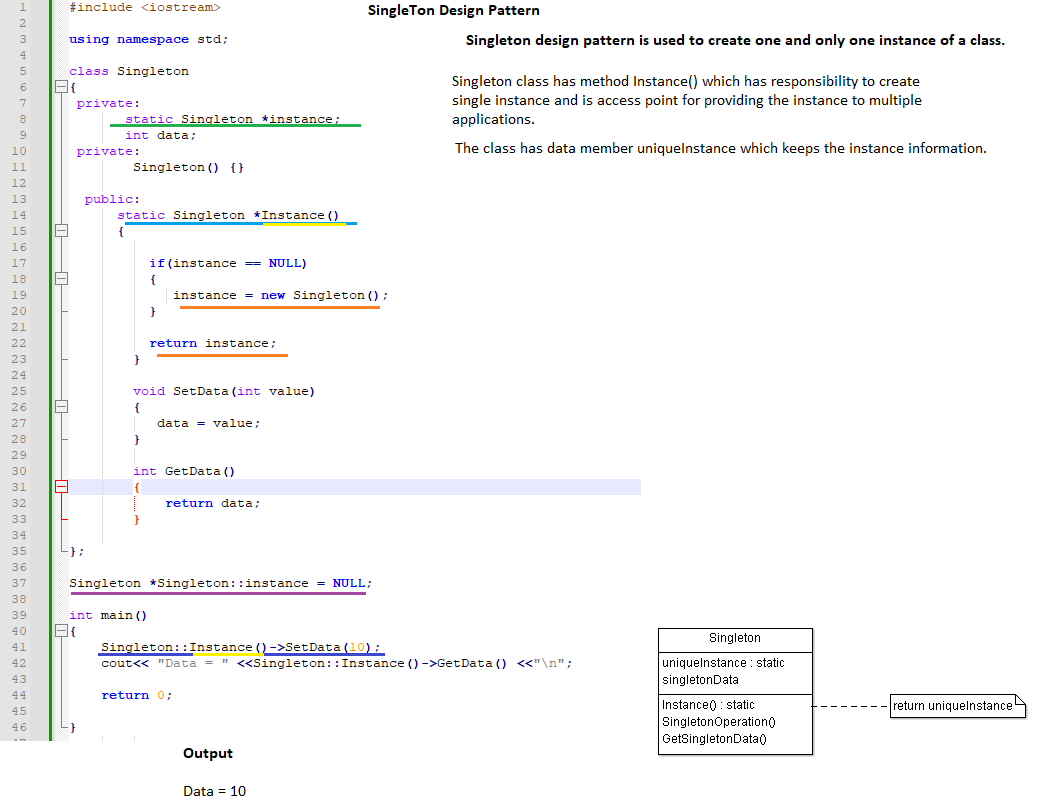 SingleTon Design Pattern
Singleton design pattern is used to create one and only one instance of a class.
Singleton class has method Instance() which has responsibility to create
single instance and is access point for providing the instance to multiple
applications.
The class has data member uniqueInstance which keeps the instance information.
1 #include <iostream>
2
3 using namespace std;
4
5 class Singleton
6 {
7 private:
8 static Singleton *instance;
9 int data;
10 private:
11 Singleton() {}
12
13 public:
14 static Singleton *Instance()
15 {
16
17 if(instance == NULL)
18 {
19 instance = new Singleton();
20 }
21
22 return instance;
23 }
24
25 void SetData(int value)
26 {
27 data = value;
28 }
29
30 int GetData()
31 {
32 return data;
33 }
34
35 };
36
37 Singleton *Singleton::instance = NULL;
38
39 int main()
40 {
41 Singleton::Instance()->SetData(10);
42 cout<< "Data = " <<Singleton::Instance()->GetData() <<"\n";
43
44 return 0;
45
46 }
Singleton
uniqueInstance : static
singletonData
Instance() : static
SingletonOperation()
GetSingletonData()
return uniqueInstance
Output
Data = 10